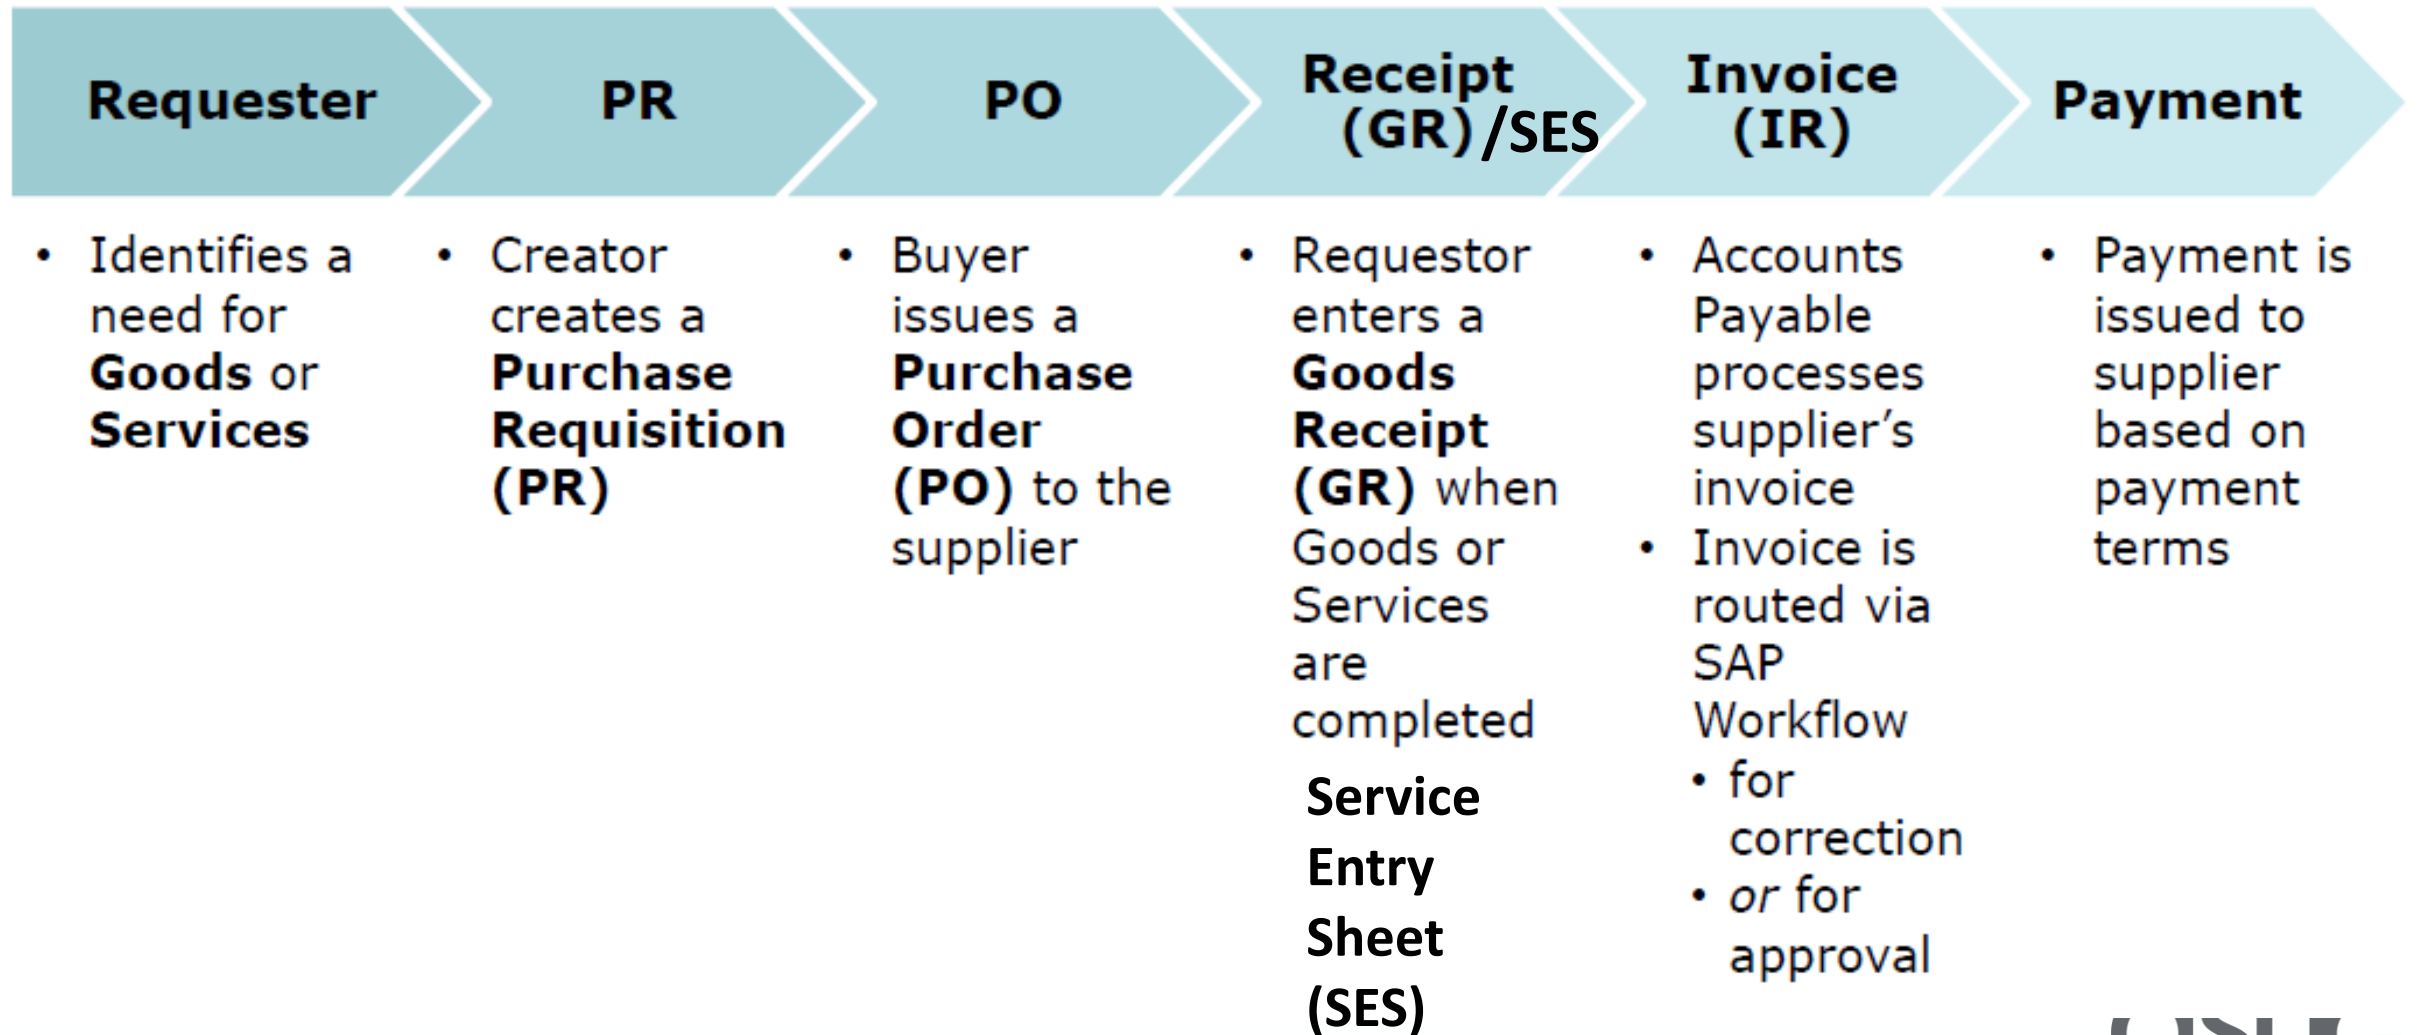 Requester
PR
PO
Receipt
(GR)/SES
Invoice
(IR)
Payment
• Identifies a
need for
Goods or
Services
• Creator
creates a
Purchase
Requisition
(PR)
• Buyer
issues a
Purchase
Order
(PO) to the
supplier
• Requestor
enters a
Goods
Receipt
(GR) when
Goods or
Services
are
completed
Service
Entry
Sheet
(SES)
• Accounts
Payable
processes
supplier’s
invoice
• Invoice is
routed via
SAP
Workflow
• for
correction
• or for
approval
• Payment is
issued to
supplier
based on
payment
terms